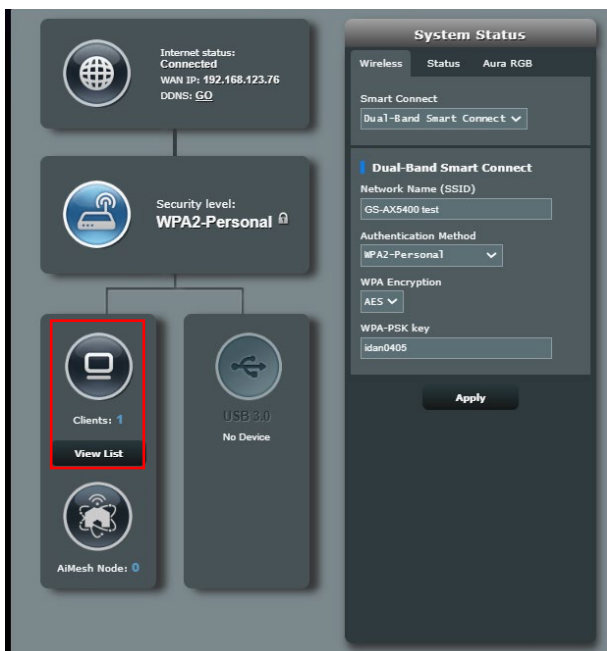 Internet status:
Connected
WAN IP: 192.168.123.76
DDNS: GO
Security level:
WPA2-Personal
Clients: 1
View List
AiMesh Node: 0
USB 3.0
No Device
System Status
Wireless Status Aura RGB
Smart Connect
Dual-Band Smart Connect
Dual-Band Smart Connect
Network Name (SSID)
GS-AX5400 test
Authentication Method
WPA2-Personal
WPA Encryption
AES
WPA-PSK key
idan0405
Apply